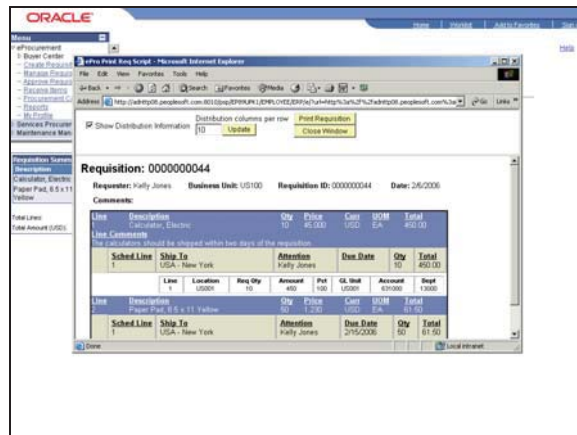 ORACLE
Home | Worklist | Add to Favorites | Sign
Menu
Help
eProcurement
Buyer Center
Create Requisit
Manage Requis
Approve Requis
Receive Items
Procurement C
Reports
My Profile
Services Procurer
Maintenance Man
Requisition Summ
Description
Calculator, Electric
Paper Pad, 8.5 x 11
Yellow
Total Lines
Total Amount (USD)
ePro Print Req Script - Microsoft Internet Explorer
File Edit View Favorites Tools Help
Back Search Favorites Media
Address Go Links
Show Distribution Information
Distribution columns per row
10 Update
Print Requisition
Close Window
Requisition: 0000000044
Requester: Kelly Jones Business Unit: US100 Requisition ID: 0000000044 Date: 2/6/2006
Comments:
Line Description Qty Price Curr UOM Total
1 Calculator, Electric 10 45.000 USD EA 450.00
Line Comments
The calculators should be shipped within two days of the requisition.
Sched Line Ship To Attention Due Date Qty Total
1 USA - New York Kelly Jones 10 450.00
Line Location Req Qty Amount Pct GL Unit Account Dept
1 US001 10 450 100 US001 631000 13000
Line Description Qty Price Curr UOM Total
2 Paper Pad, 8.5 x 11 Yellow 50 1.230 USD EA 61.50
Sched Line Ship To Attention Due Date Qty Total
1 USA - New York Kelly Jones 2/15/2006 50 61.50
Done Local intranet